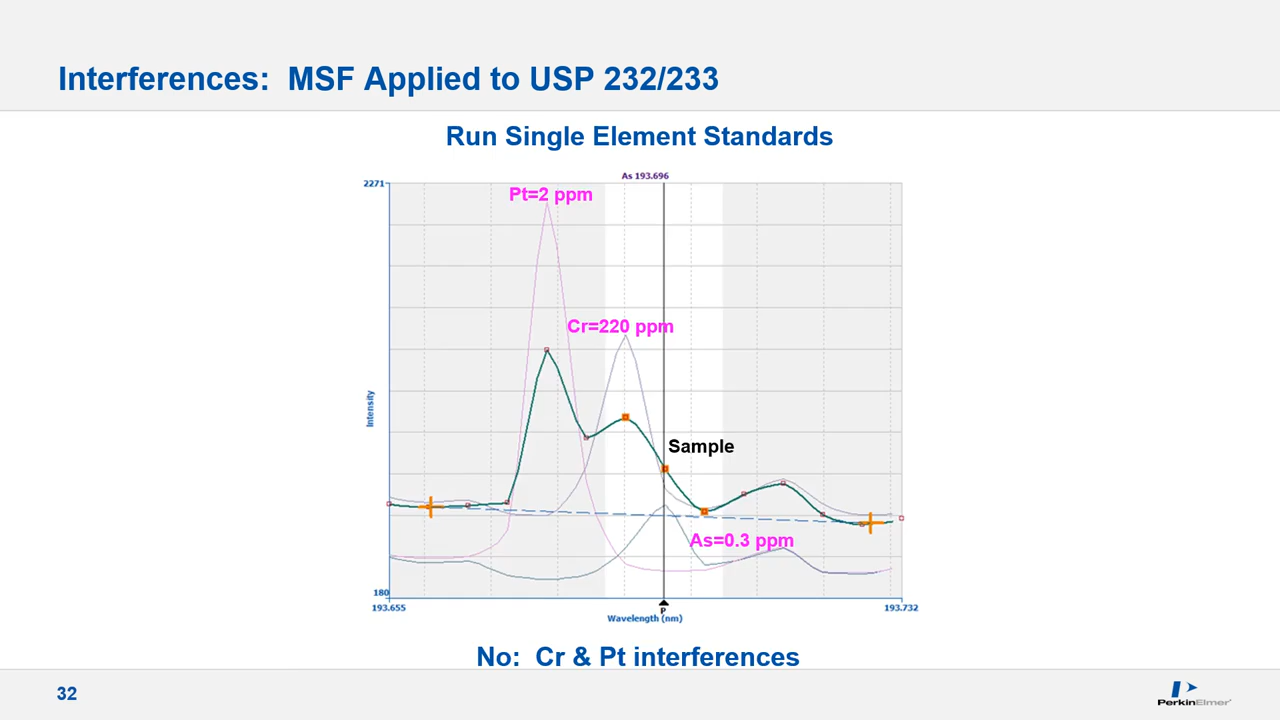 Interferences:  MSF Applied to USP 232/233
Run Single Element Standards
As 193.696
2271
Pt=2 ppm
Cr=220 ppm
Intensity
Sample
As=0.3 ppm
180
193.655
P
193.732
Wavelength (nm)
No:  Cr & Pt interferences
32
PerkinElmer